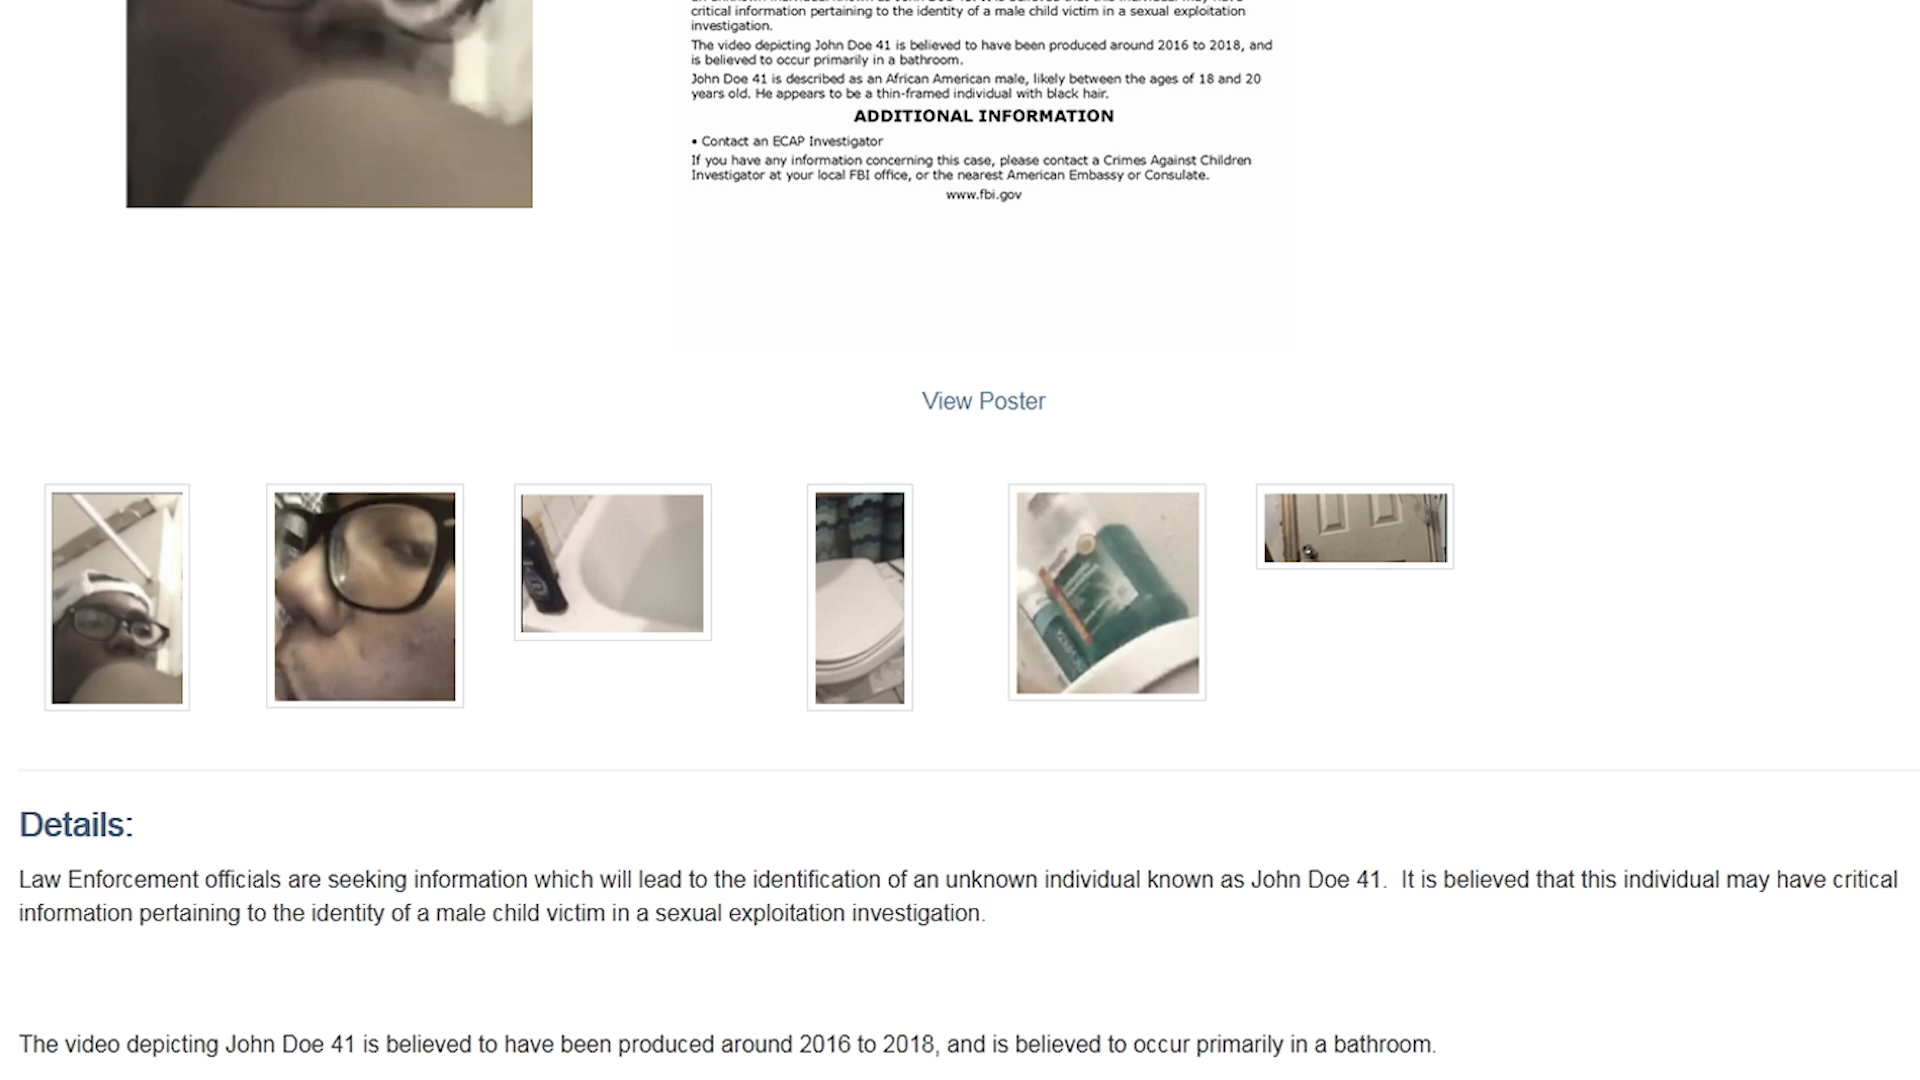 critical information pertaining to the identity of a male child victim in a sexual exploitation
investigation.
The video depicting John Doe 41 is believed to have been produced around 2016 to 2018, and
is believed to occur primarily in a bathroom.
John Doe 41 is described as an African American male, likely between the ages of 18 and 20
years old. He appears to be a thin-framed individual with black hair.
ADDITIONAL INFORMATION
• Contact an ECAP Investigator
If you have any information concerning this case, please contact a Crimes Against Children
Investigator at your local FBI office, or the nearest American Embassy or Consulate.
www.fbi.gov
View Poster
Details:
Law Enforcement officials are seeking information which will lead to the identification of an unknown individual known as John Doe 41.  It is believed that this individual may have critical
information pertaining to the identity of a male child victim in a sexual exploitation investigation.
The video depicting John Doe 41 is believed to have been produced around 2016 to 2018, and is believed to occur primarily in a bathroom.